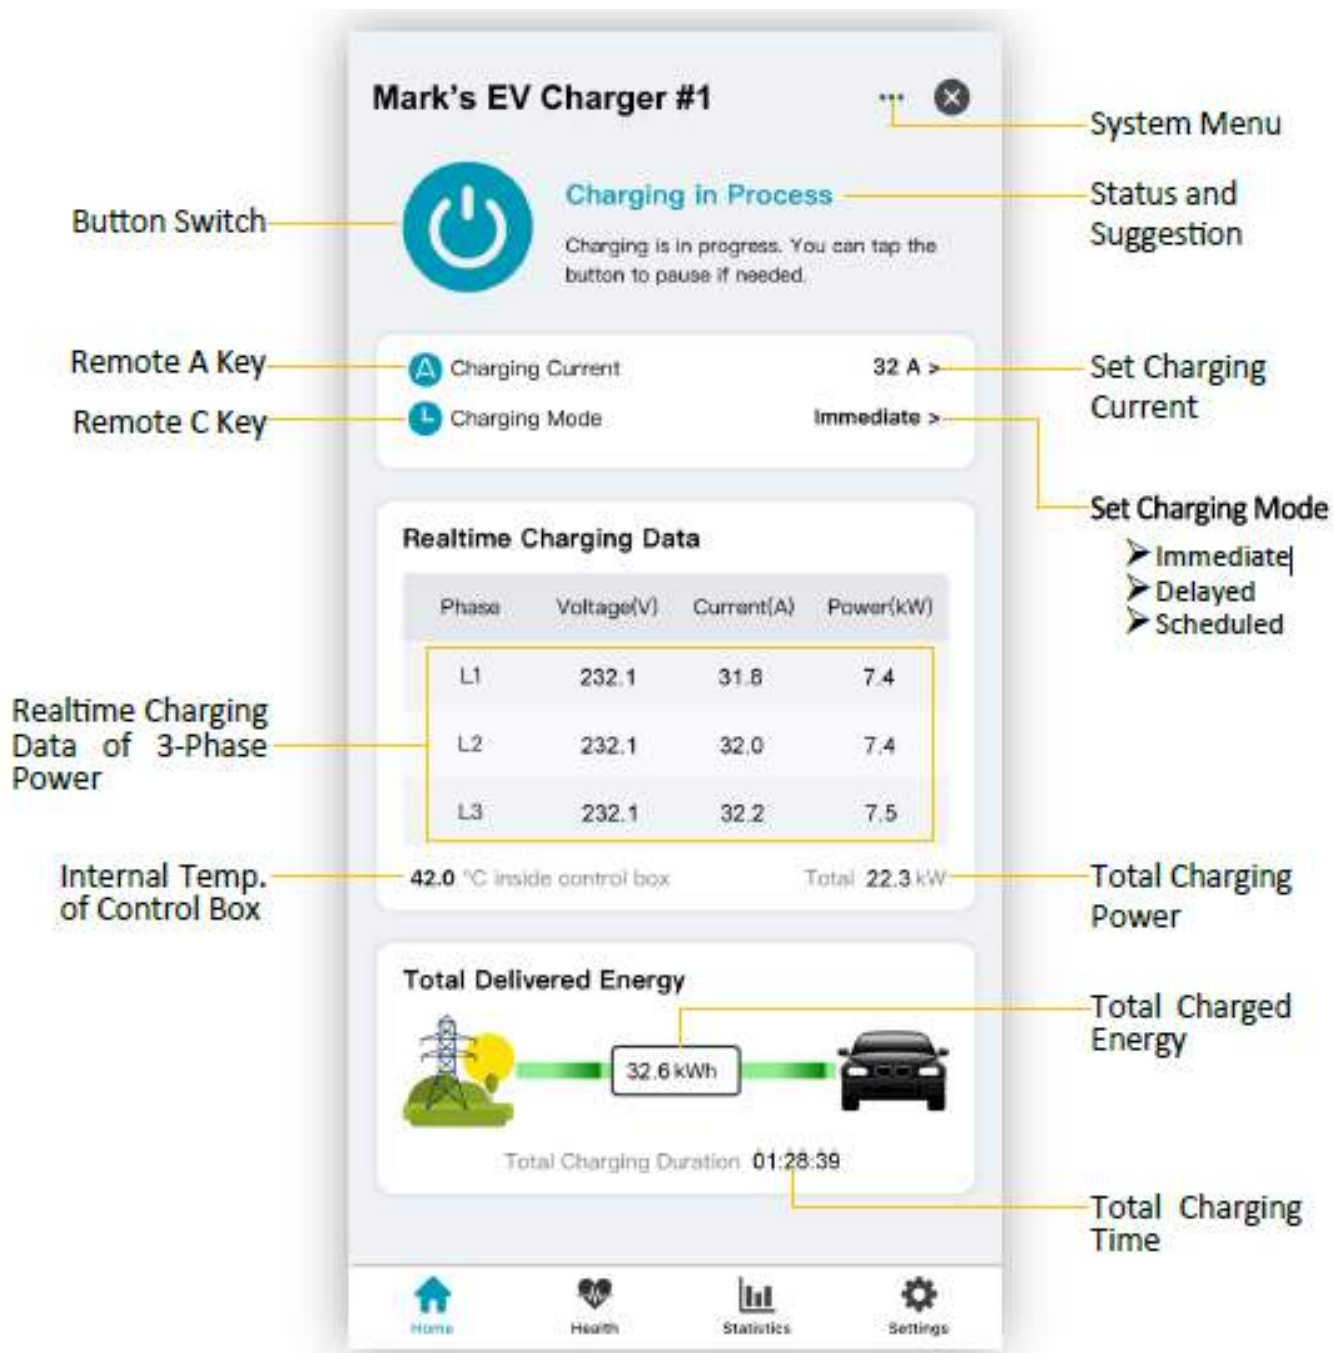 Mark's EV Charger #1
...
System Menu
Button Switch
Charging in Process
Charging is in progress. You can tap the
button to pause if needed.
Status and
Suggestion
Remote A Key
A Charging Current
32 A >
Set Charging
Current
Remote C Key
Charging Mode
Immediate >
Set Charging Mode
➢ Immediate
➢ Delayed
➢ Scheduled
Realtime Charging Data
Phase Voltage(V) Current(A) Power(kW)
L1 232.1 31.8 7.4
L2 232.1 32.0 7.4
L3 232.1 32.2 7.5
Realtime Charging
Data of 3-Phase
Power
Internal Temp.
of Control Box
42.0 °C inside control box
Total 22.3 kW
Total Charging
Power
Total Delivered Energy
32.6 kWh
Total Charged
Energy
Total Charging Duration 01:28:39
Total Charging
Time
Home Health Statistics Settings